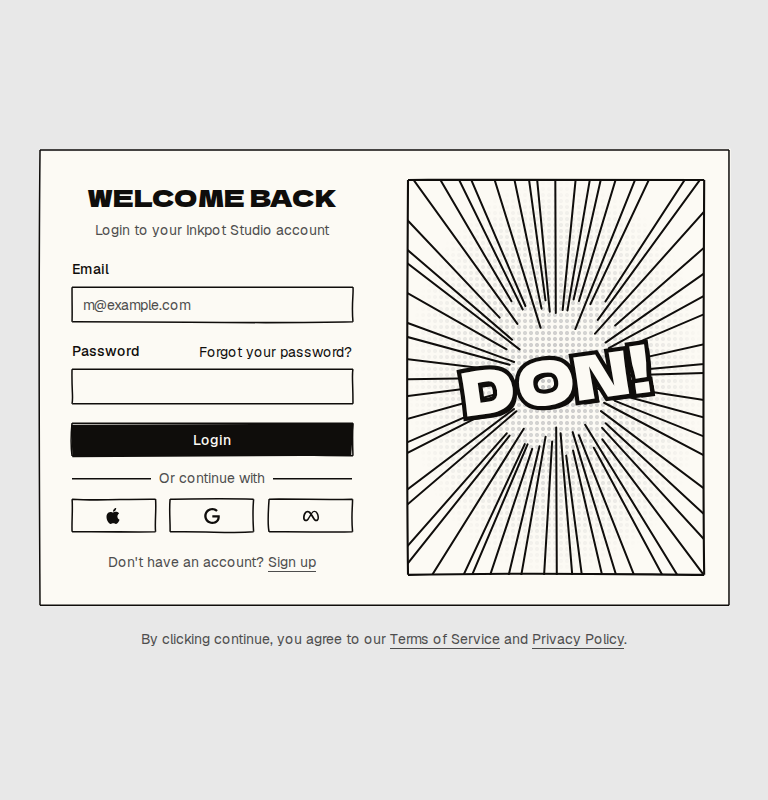 WELCOME BACK
Login to your Inkpot Studio account
Email
m@example.com
Password
Forgot your password?
Login
Or continue with
Don't have an account? Sign up
DON!
By clicking continue, you agree to our Terms of Service and Privacy Policy.